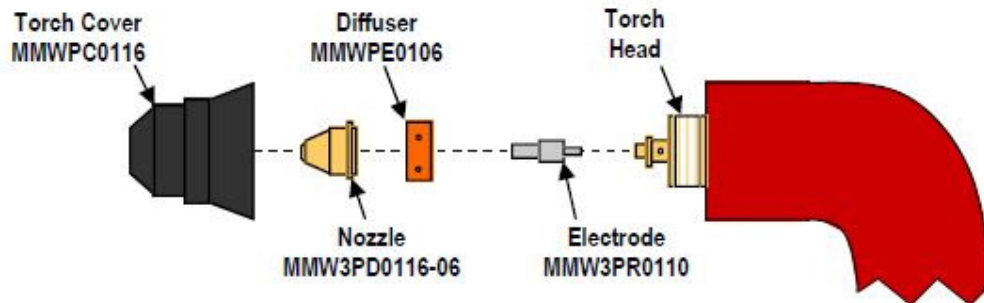 Torch Cover
MMWPC0116
Diffuser
MMWPE0106
Torch
Head
Nozzle
MMW3PD0116-06
Electrode
MMW3PR0110